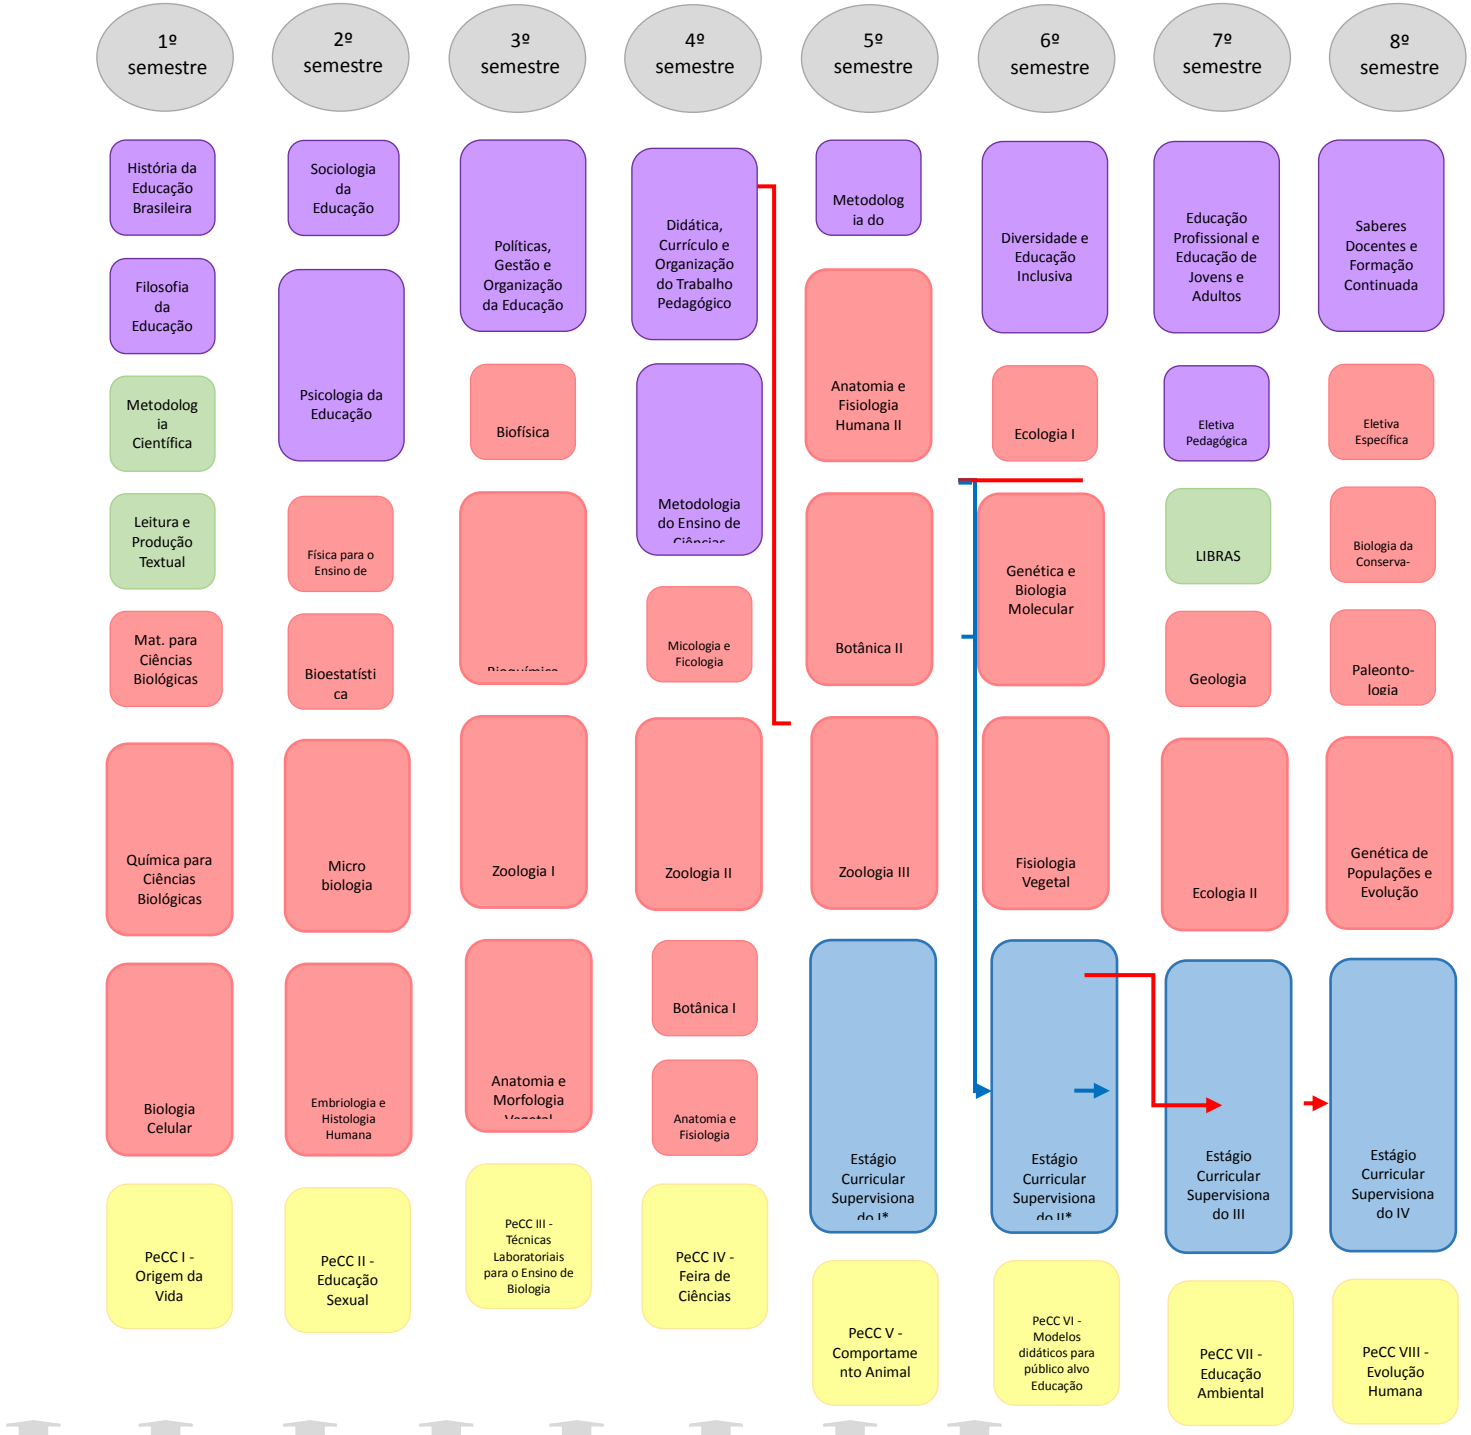 1º
semestre
2º
semestre
3º
semestre
4º
semestre
5º
semestre
6º
semestre
7º
semestre
8º
semestre
História da
Educação
Brasileira
Filosofia
da
Educação
Metodolog
ia
Científica
Leitura e
Produção
Textual
Mat. para
Ciências
Biológicas
Química para
Ciências
Biológicas
Biologia
Celular
PeCC I -
Origem da
Vida
Sociologia
da
Educação
Psicologia da
Educação
Física para o
Ensino de
Bioestatísti
ca
Micro
biologia
Embriologia e
Histologia
Humana
PeCC II -
Educação
Sexual
Políticas,
Gestão e
Organização
da Educação
Biofísica
Bioquímica
Zoologia I
Anatomia e
Morfologia
Vegetal
PeCC III -
Técnicas
Laboratoriais
para o Ensino de
Biologia
Didática,
Currículo e
Organização
do Trabalho
Pedagógico
Metodologia
do Ensino de
Ciências
Micologia e
Ficologia
Zoologia II
Botânica I
Anatomia e
Fisiologia
PeCC IV -
Feira de
Ciências
Metodolog
ia do
Anatomia e
Fisiologia
Humana II
Botânica II
Zoologia III
Estágio
Curricular
Supervisiona
do I*
PeCC V -
Comportame
nto Animal
Diversidade e
Educação
Inclusiva
Ecologia I
Genética e
Biologia
Molecular
Fisiologia
Vegetal
Estágio
Curricular
Supervisiona
do II*
PeCC VI -
Modelos
didáticos para
público alvo
Educação
Educação
Profissional e
Educação de
Jovens e
Adultos
Eletiva
Pedagógica
LIBRAS
Geologia
Ecologia II
Estágio
Curricular
Supervisiona
do III
PeCC VII -
Educação
Ambiental
Saberes
Docentes e
Formação
Continuada
Eletiva
Específica
Biologia da
Conserva-
Paleonto-
logia
Genética de
Populações e
Evolução
Estágio
Curricular
Supervisiona
do IV
PeCC VIII -
Evolução
Humana